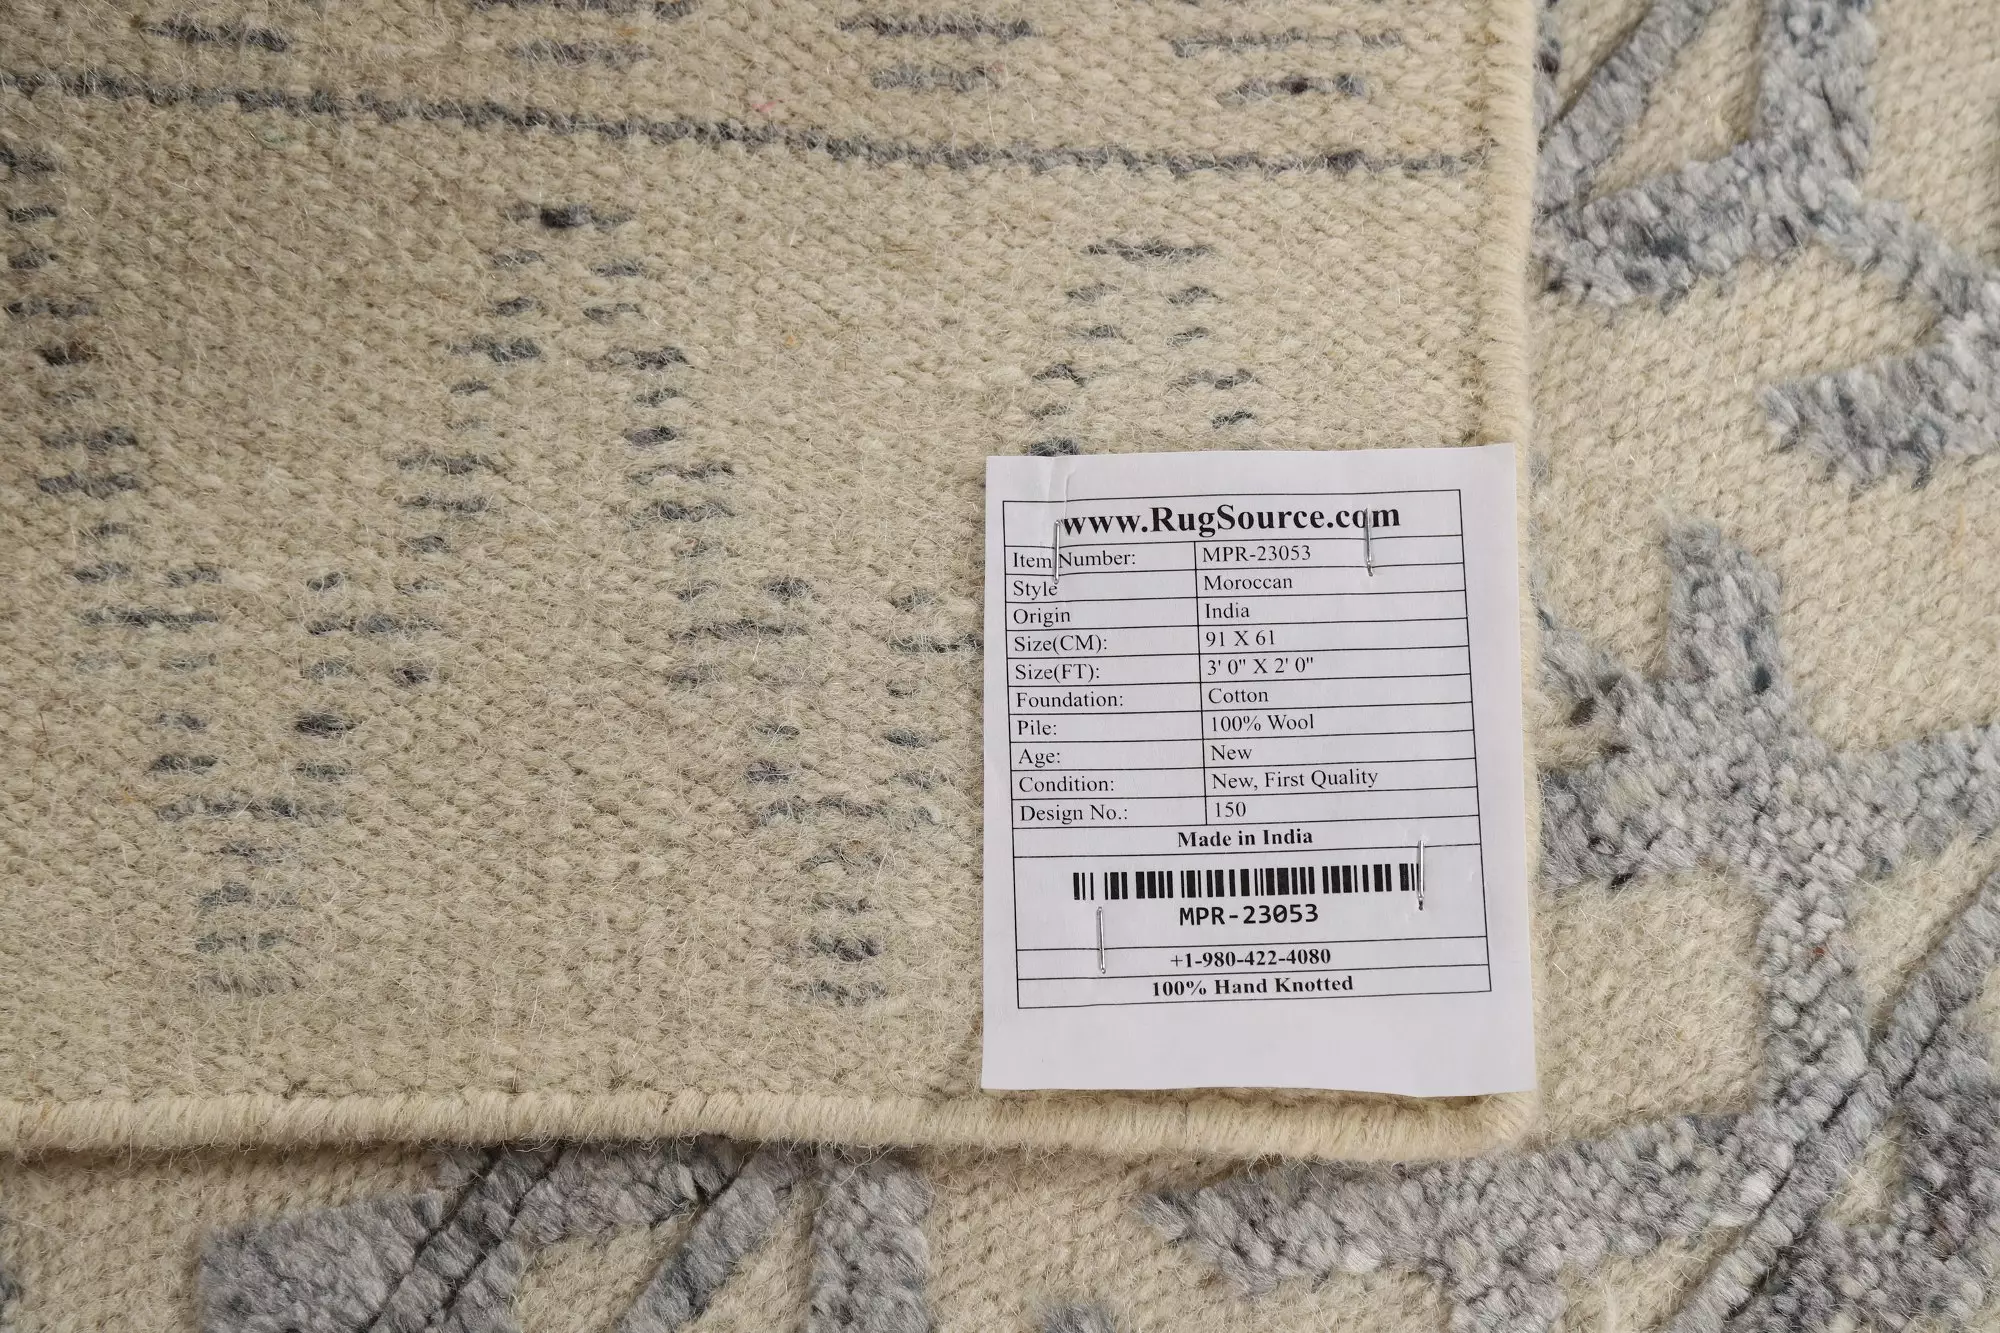 www.RugSource.com
Item Number: MPR-23053
Style Moroccan
Origin India
Size(CM): 91 X 61
Size(FT): 3' 0" X 2' 0"
Foundation: Cotton
Pile: 100% Wool
Age: New
Condition: New, First Quality
Design No.: 150
Made in India
MPR-23053
+1-980-422-4080
100% Hand Knotted